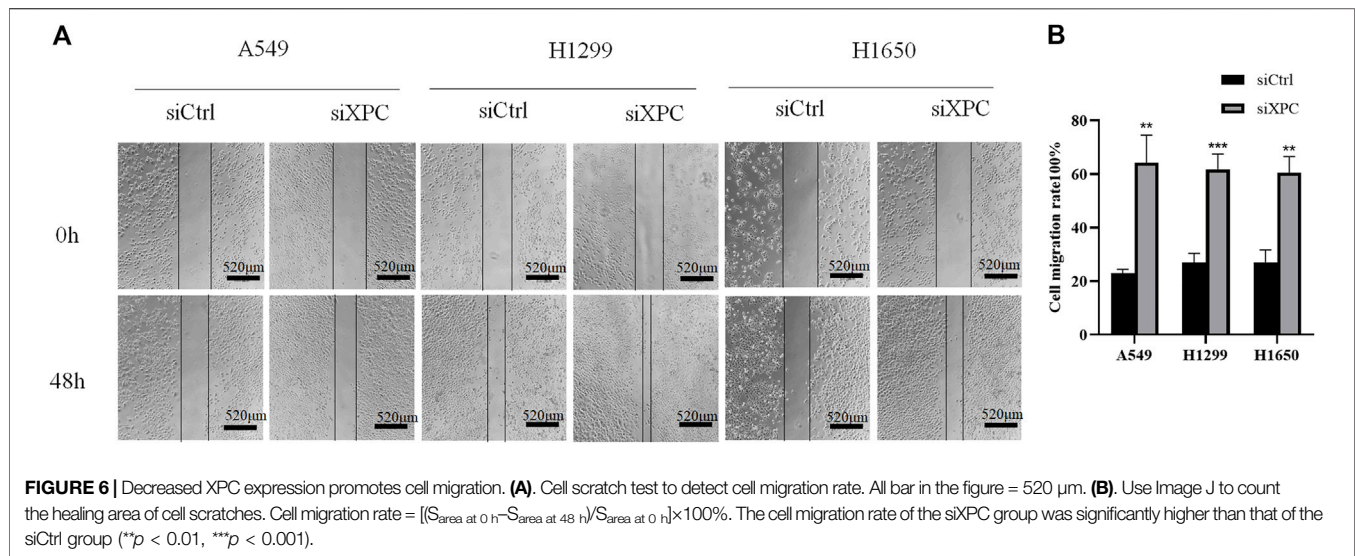 A
A549
H1299
H1650
siCtrl
siXPC
siCtrl
siXPC
siCtrl
siXPC
0h
520μm
520μm
520μm
520μm
520μm
520μm
48h
520μm
520μm
520μm
520μm
520μm
520μm
B
siCtrl
siXPC
Cell migration rate100%
80
60
40
20
0
**
***
**
A549
H1299
H1650
FIGURE 6 | Decreased XPC expression promotes cell migration. (A). Cell scratch test to detect cell migration rate. All bar in the figure = 520 μm. (B). Use Image J to count
the healing area of cell scratches. Cell migration rate = [(Sarea at 0 h–Sarea at 48 h)/Sarea at 0 h]×100%. The cell migration rate of the siXPC group was significantly higher than that of the
siCtrl group (**p < 0.01, ***p < 0.001).